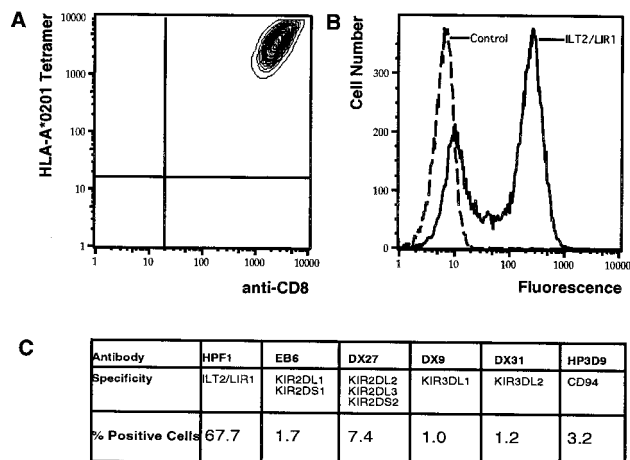 A
HLA-A*0201 Tetramer
10000
1000
100
10
1
1
10
100
1000
10000
anti-CD8
B
Cell Number
300
200
100
0
Control
ILT2/LIR1
1
10
100
1000
10000
Fluorescence
C
Antibody HPF1 EB6 DX27 DX9 DX31 HP3D9
Specificity ILT2/LIR1 KIR2DL1 KIR2DL2 KIR3DL1 KIR3DL2 CD94
KIR2DS1 KIR2DL3
KIR2DS2
% Positive Cells 67.7 1.7 7.4 1.0 1.2 3.2